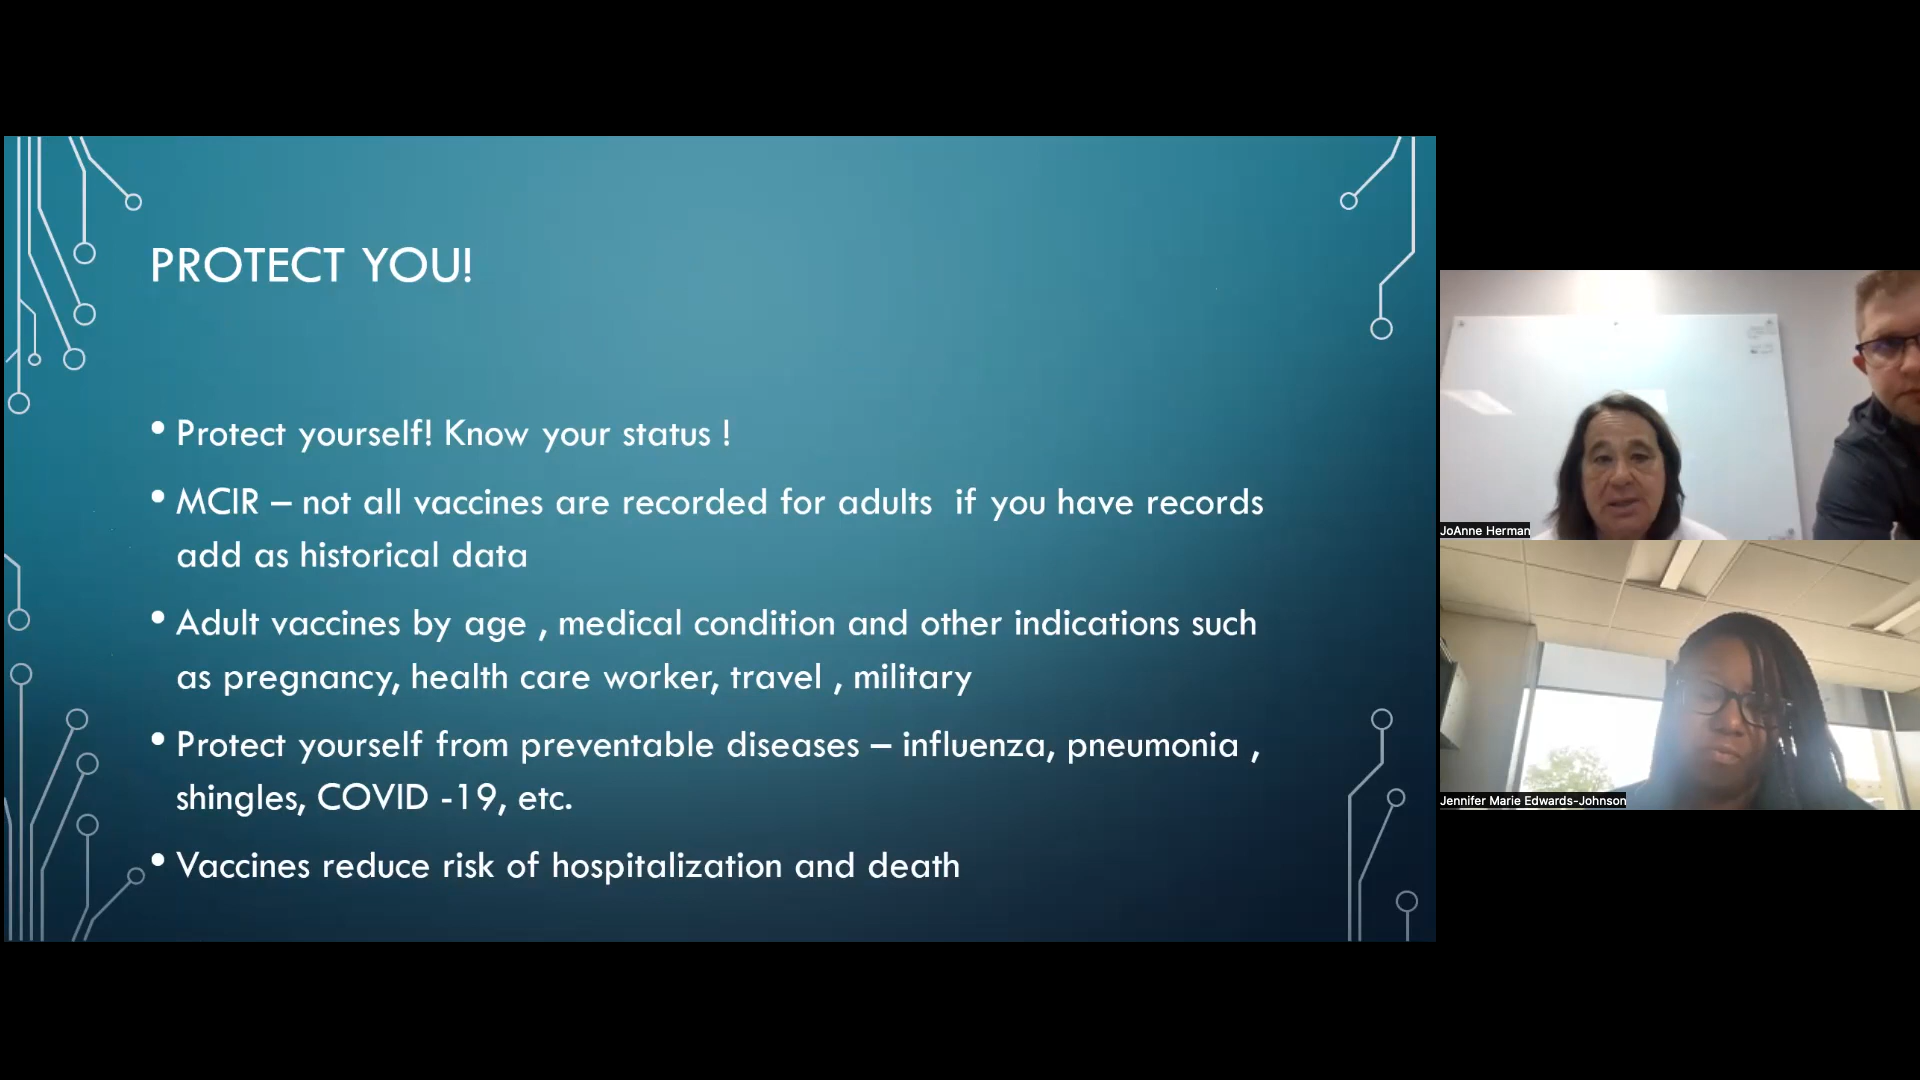 PROTECT YOU!
• Protect yourself! Know your status !
• MCIR – not all vaccines are recorded for adults  if you have records
add as historical data
• Adult vaccines by age , medical condition and other indications such
as pregnancy, health care worker, travel , military
• Protect yourself from preventable diseases – influenza, pneumonia ,
shingles, COVID -19, etc.
• Vaccines reduce risk of hospitalization and death
JoAnne Herman
Jennifer Marie Edwards-Johnson